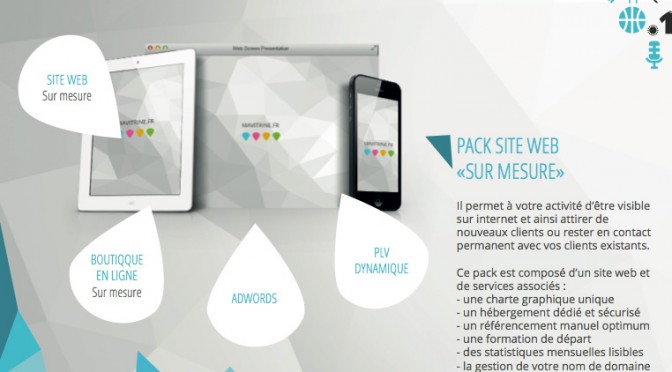 SITE WEB
Sur mesure
Web Screen Presentation
MAVITRINE.FR
MAVITRINE.FR
MAVITRINE.FR
BOUTIQQUE
EN LIGNE
Sur mesure
ADWORDS
PLV
DYNAMIQUE
PACK SITE WEB
«SUR MESURE»
Il permet à votre activité d'être visible
sur internet et ainsi attirer de
nouveaux clients ou rester en contact
permanent avec vos clients existants.
Ce pack est composé d'un site web et
de services associés :
- une charte graphique unique
- un hébergement dédié et sécurisé
- un référencement manuel optimum
- une formation de départ
- des statistiques mensuelles lisibles
- la gestion de votre nom de domaine